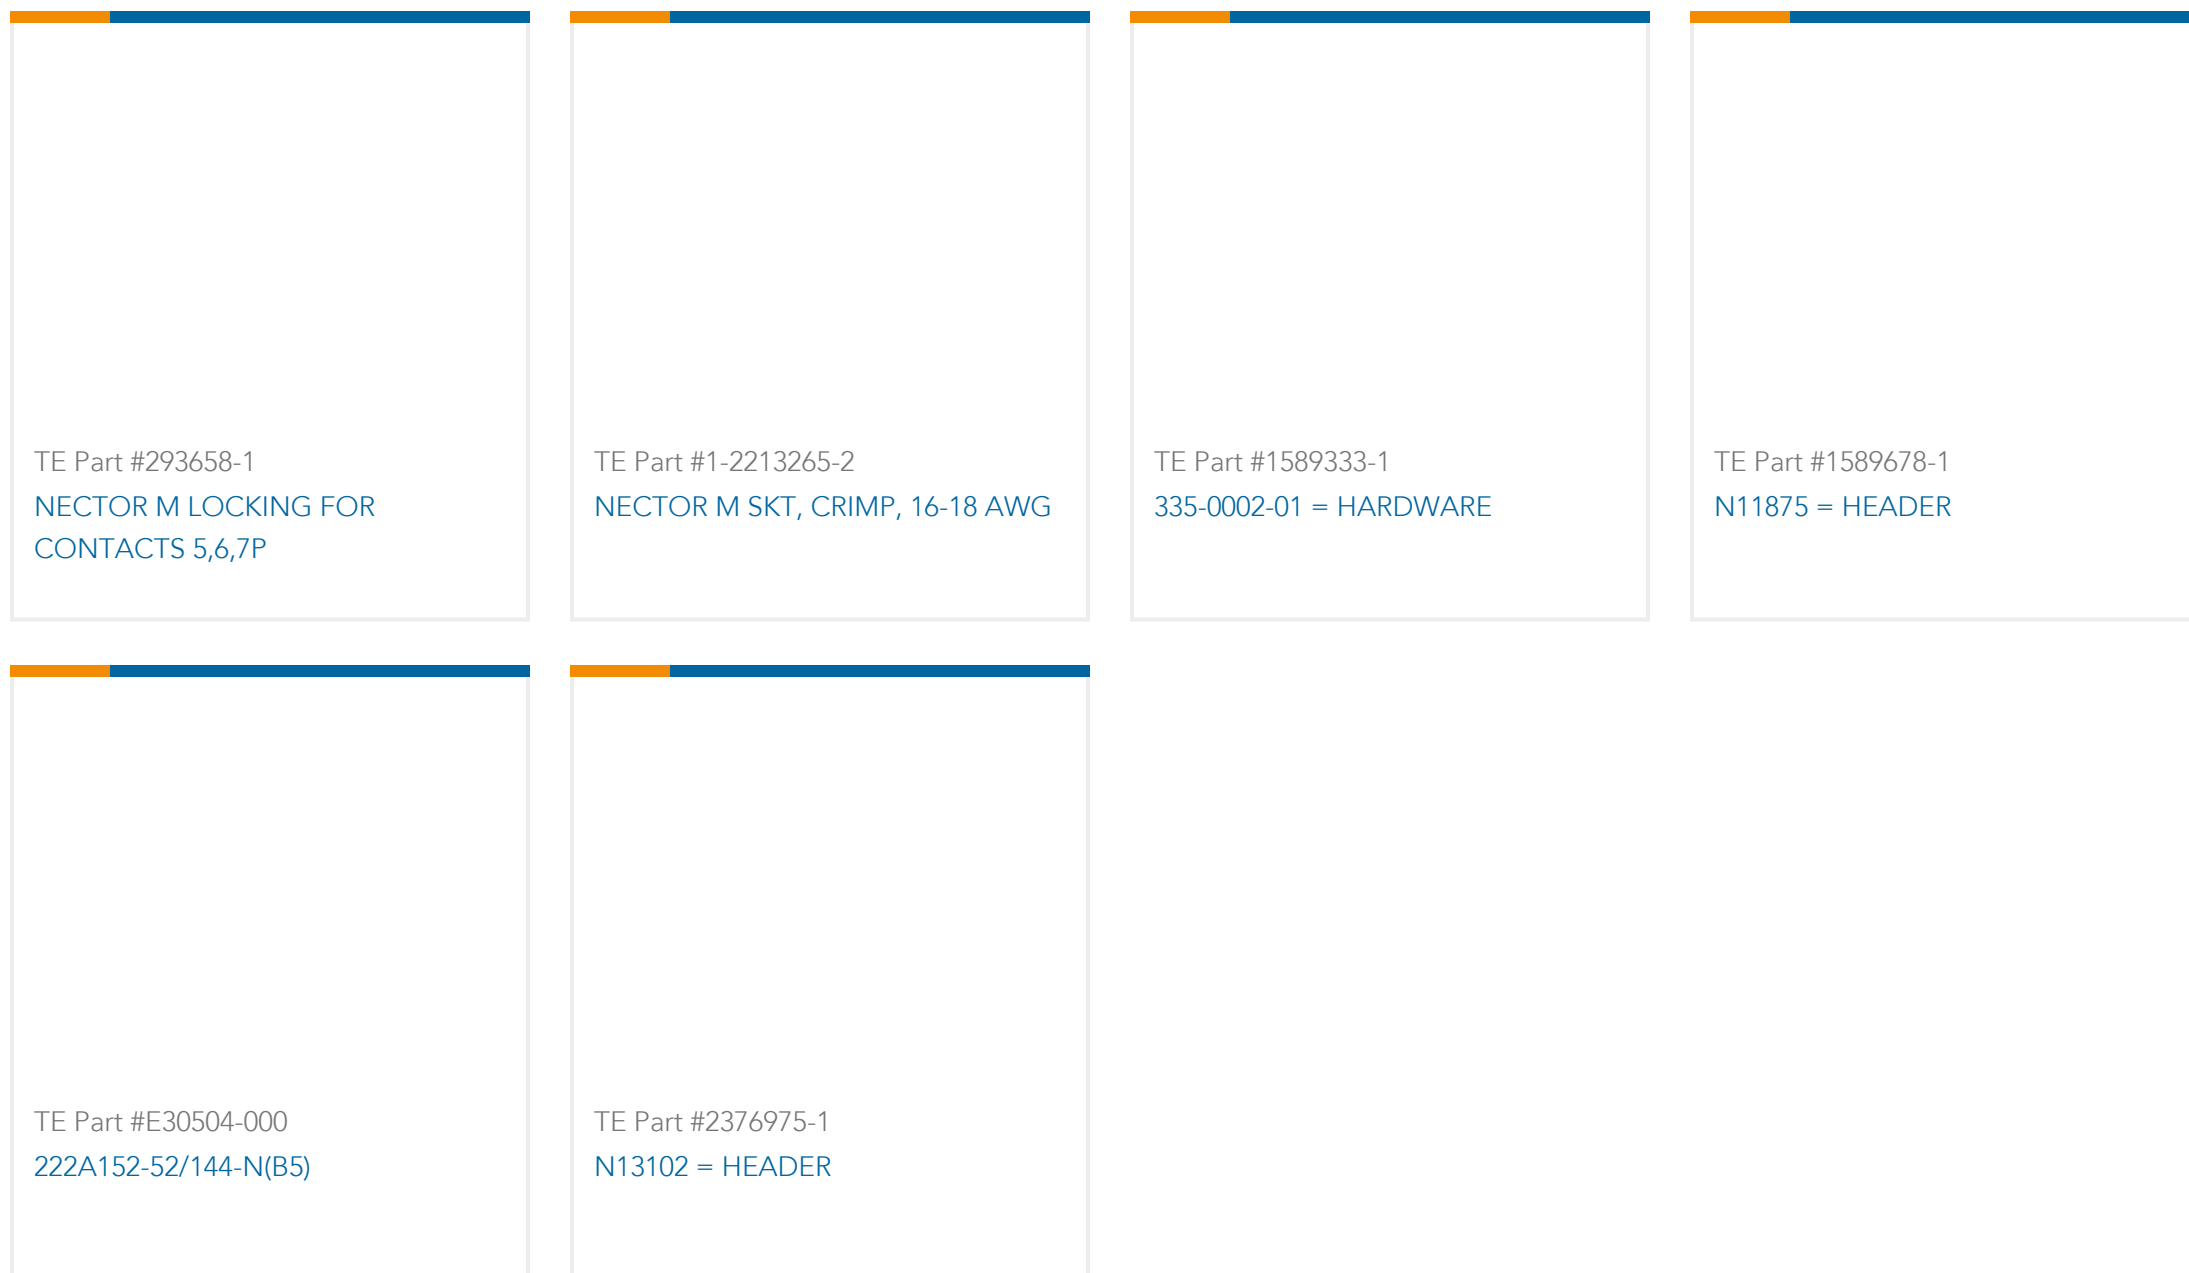 TE Part #293658-1
NECTOR M LOCKING FOR
CONTACTS 5,6,7P
TE Part #1-2213265-2
NECTOR M SKT, CRIMP, 16-18 AWG
TE Part #1589333-1
335-0002-01 = HARDWARE
TE Part #1589678-1
N11875 = HEADER
TE Part #E30504-000
222A152-52/144-N(B5)
TE Part #2376975-1
N13102 = HEADER